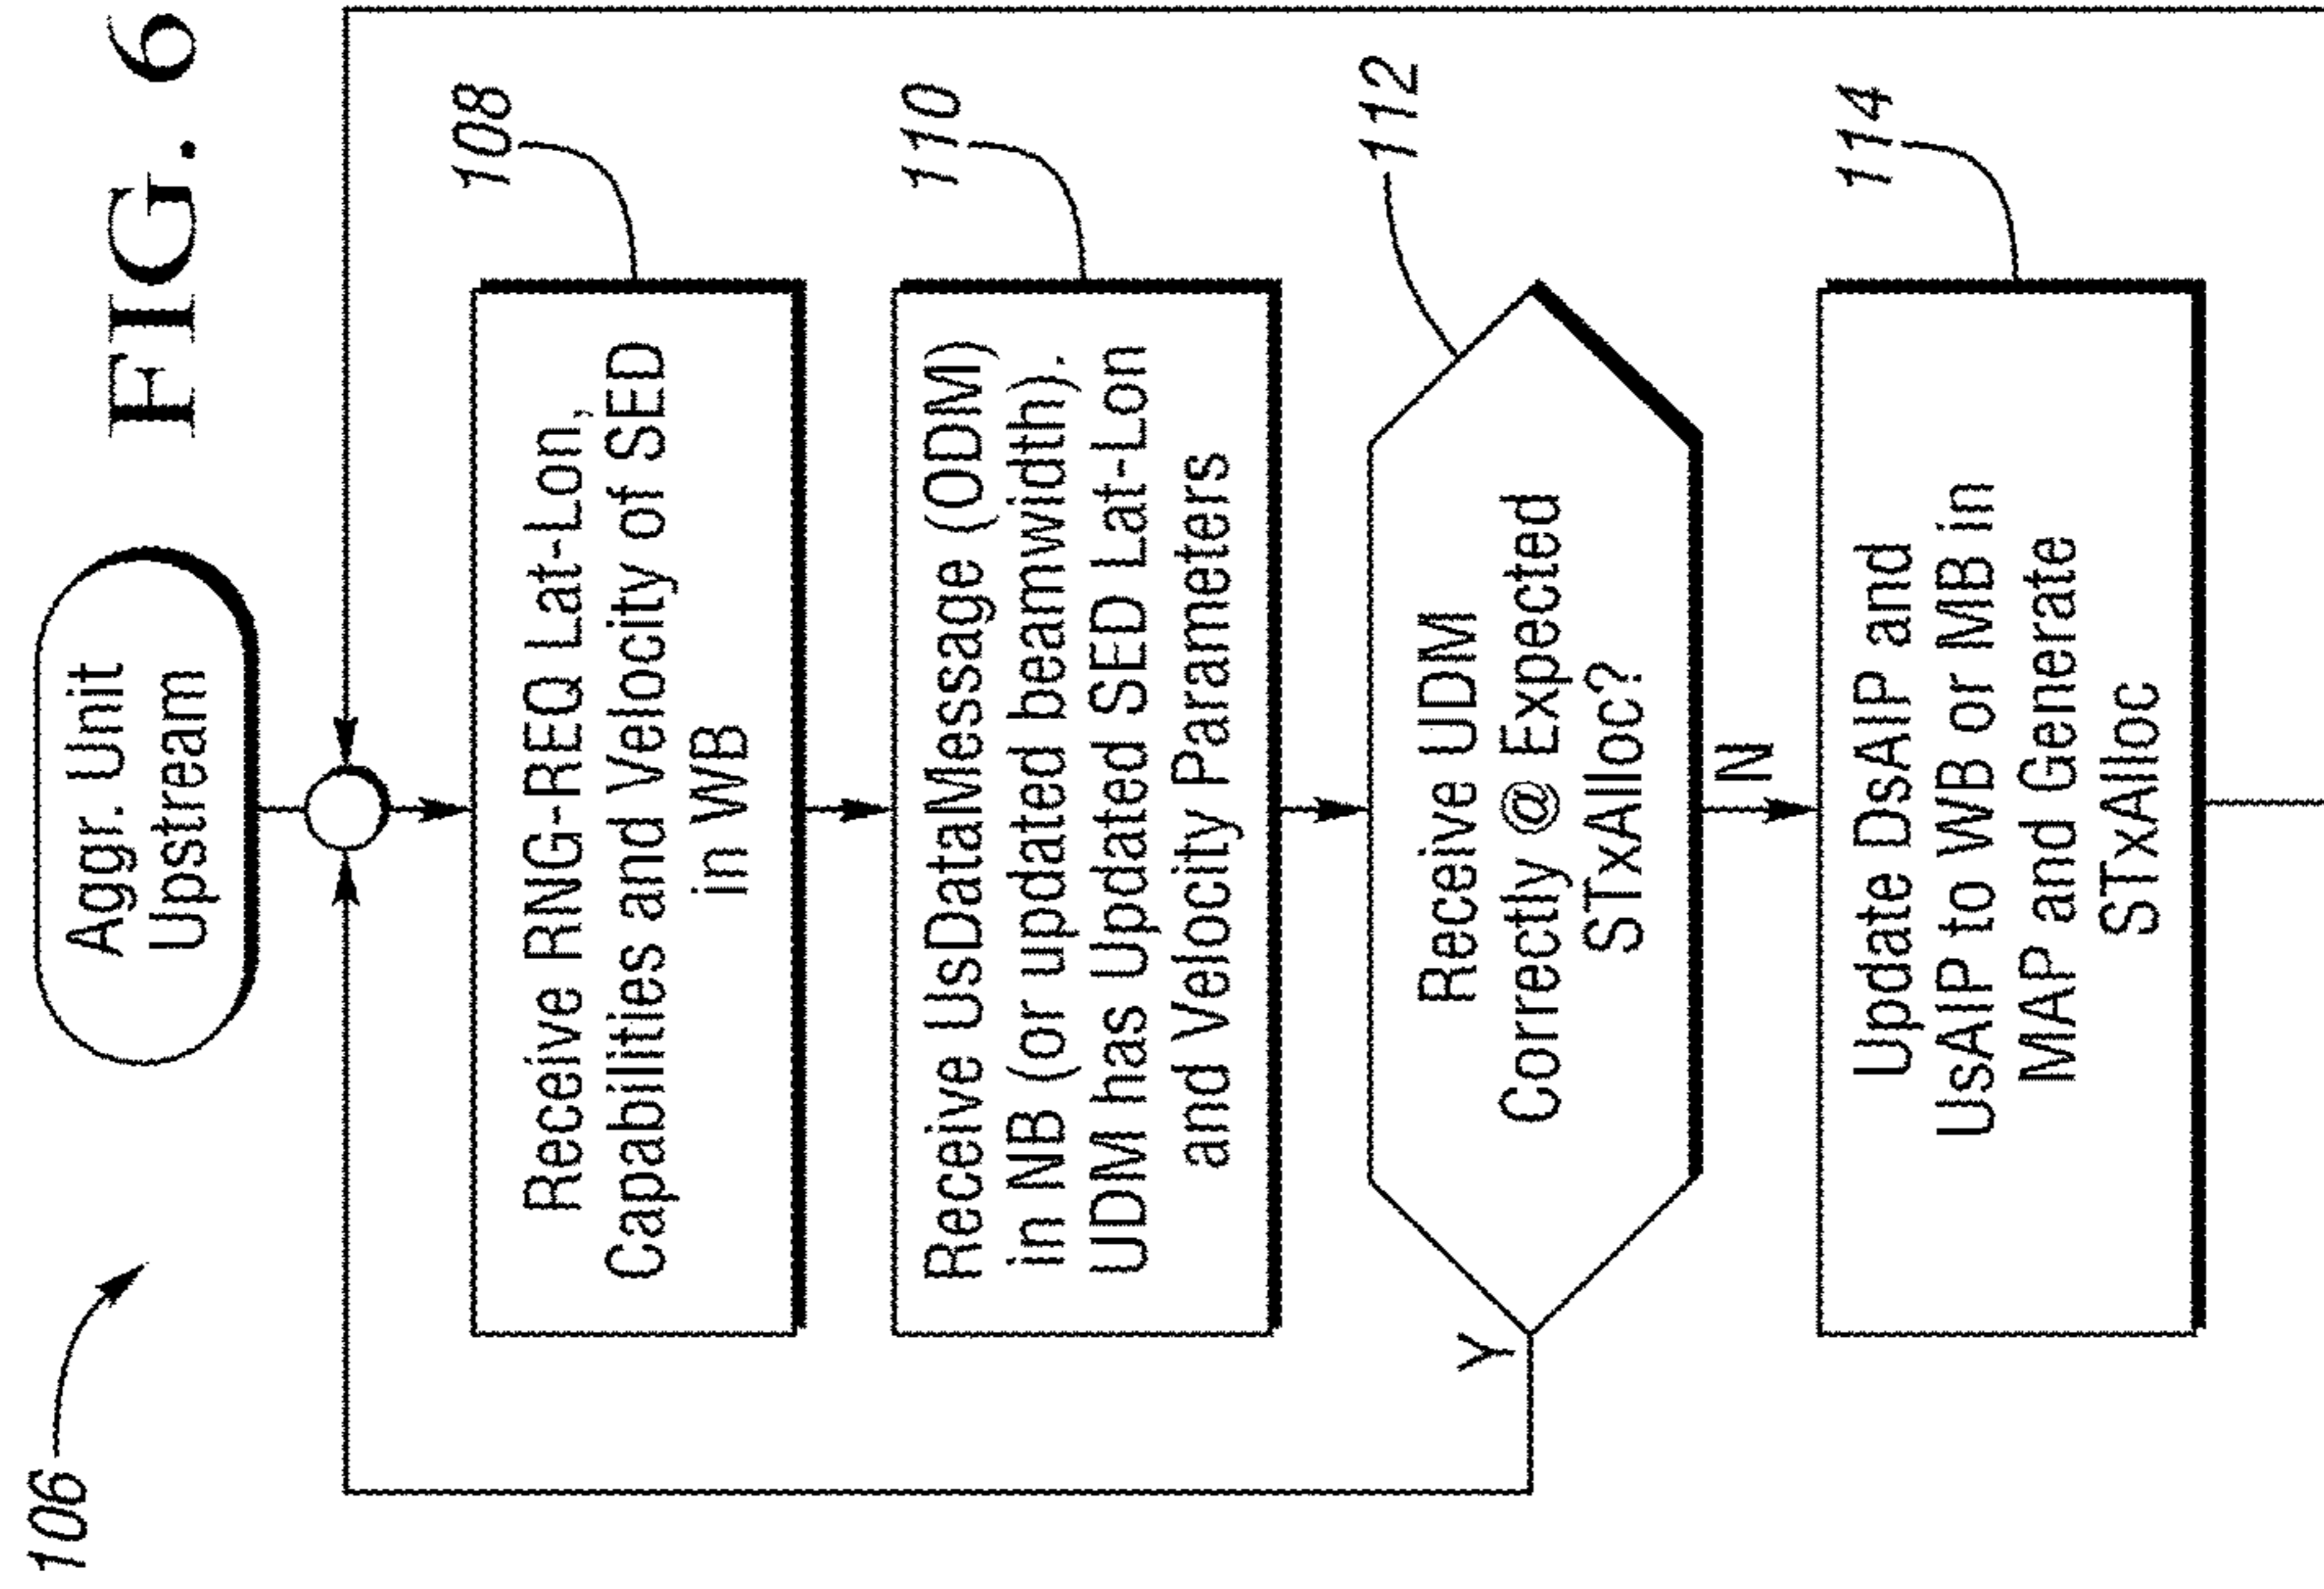 FIG. 6
106
Aggr. Unit
Upstream
108
Receive RNG-REQ Lat-Lon,
Capabilities and Velocity of SED
in WB
110
Receive UsDataMessage (ODM)
in NB (or updated beamwidth).
UDM has Updated SED Lat-Lon
and Velocity Parameters
112
Receive UDM
Correctly @ Expected
STxAlloc?
Y
N
114
Update DsAIP and
UsAIP to WB or MB in
MAP and Generate
STxAlloc